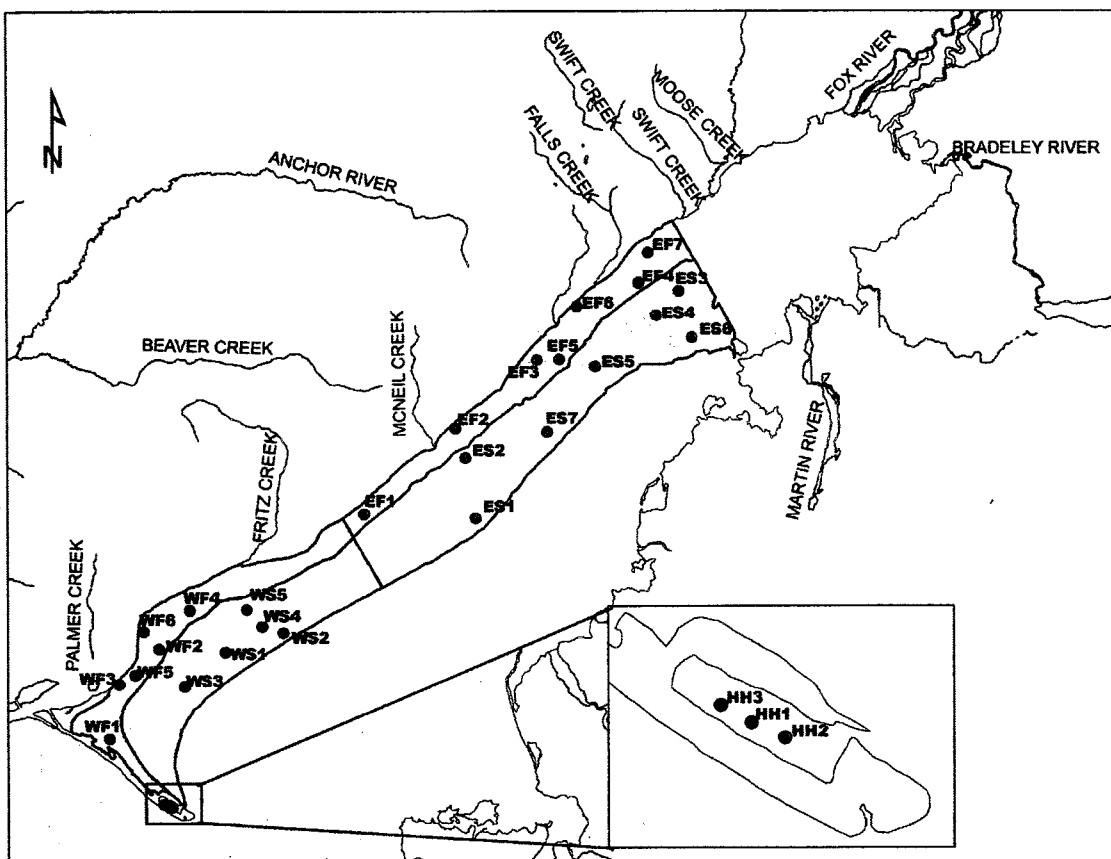 SWIFT CREEK
MOOSE CREEK
FOX RIVER
FALLS CREEK
SWIFT CREEK
BRADELEY RIVER
N
ANCHOR RIVER
EF7
EF4
ES3
EF6
ES4
ES6
BEAVER CREEK
MCNEIL CREEK
EF5
EF3
ES5
MARTIN RIVER
EF2
ES7
ES2
FRITZ CREEK
EF1
ES1
PALMER CREEK
WF4
WS5
WF6
WS4
WS2
WF2
WS1
WF3
WF5
WS3
WF1
HH3
HH1
HH2